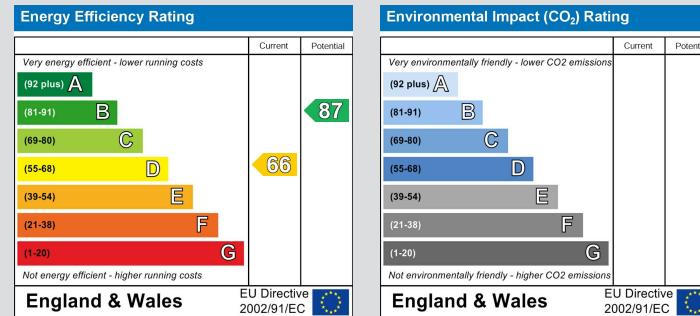 Energy Efficiency Rating
Current Potential
Very energy efficient - lower running costs
(92 plus) A
(81-91) B
87
(69-80) C
(55-68) D
66
(39-54) E
(21-38) F
(1-20) G
Not energy efficient - higher running costs
England & Wales
EU Directive
2002/91/EC
Environmental Impact (CO2) Rating
Current Potent
Very environmentally friendly - lower CO2 emissions
(92 plus) A
(81-91) B
(69-80) C
(55-68) D
(39-54) E
(21-38) F
(1-20) G
Not environmentally friendly - higher CO2 emissions
England & Wales
EU Directive
2002/91/EC